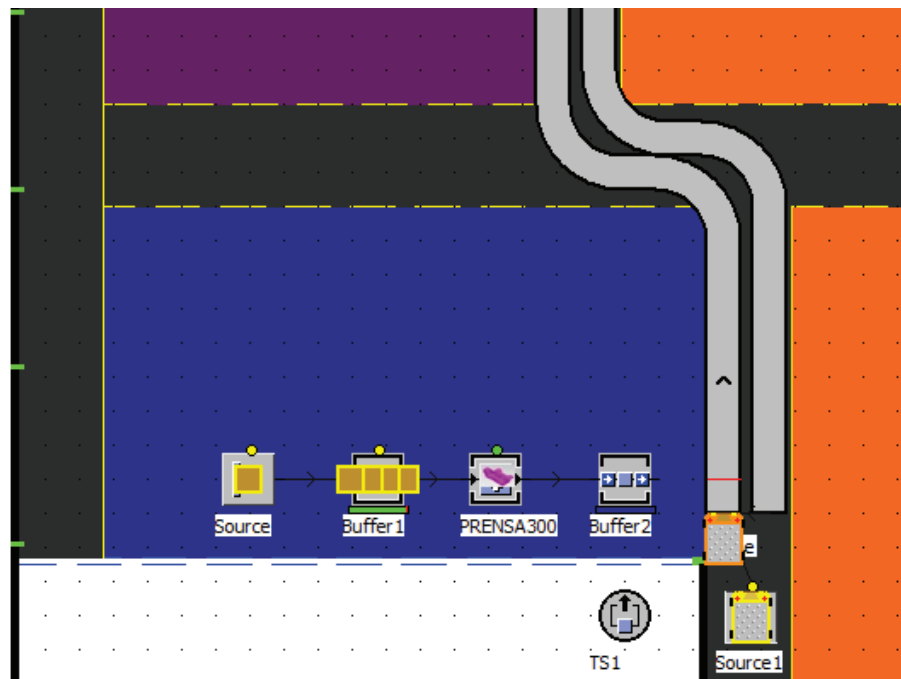 Source
Buffer1
PRENSA300
Buffer2
e
TS1
Source1